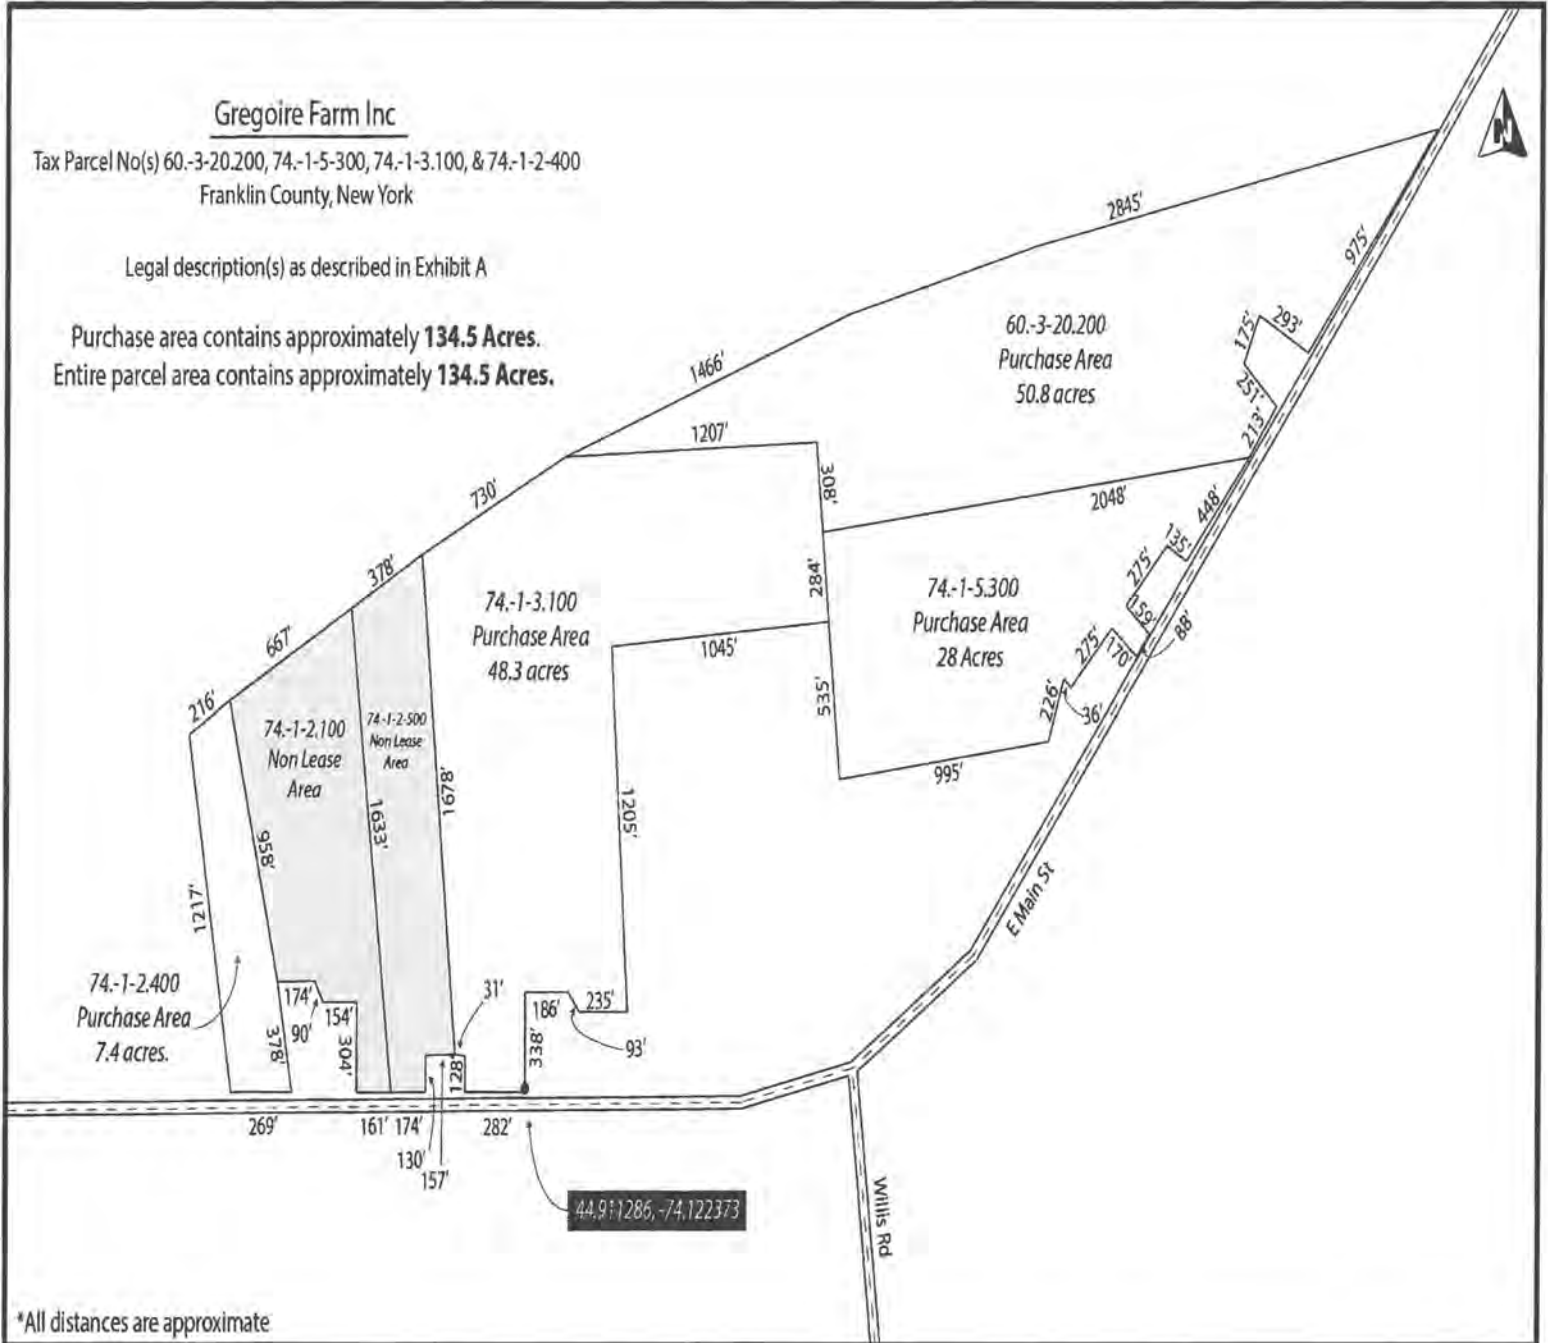 N
Gregoire Farm Inc
Tax Parcel No(s) 60.-3-20.200, 74.-1-5-300, 74.-1-3.100, & 74.-1-2-400
Franklin County, New York
Legal description(s) as described in Exhibit A
Purchase area contains approximately 134.5 Acres.
Entire parcel area contains approximately 134.5 Acres.
2845'
975'
60.-3-20.200
Purchase Area
50.8 acres
175'
293'
251'
213'
1466'
1207'
308'
2048'
448'
730'
284'
135'
275'
159'
88'
378'
74.-1-3.100
Purchase Area
48.3 acres
74.-1-5.300
Purchase Area
28 Acres
1045'
275'
170'
667'
535'
226'
36'
216'
74.-1-2.100
Non Lease
Area
74.-1-2-500
Non Lease
Area
1678'
995'
1633'
1205'
958'
1217'
E Main St
74.-1-2.400
Purchase Area
7.4 acres.
174'
90'
154'
31'
186'
235'
378'
304'
128'
338'
93'
269'
161'
174'
282'
130'
157'
44.911286, -74.122373
Willis Rd
*All distances are approximate